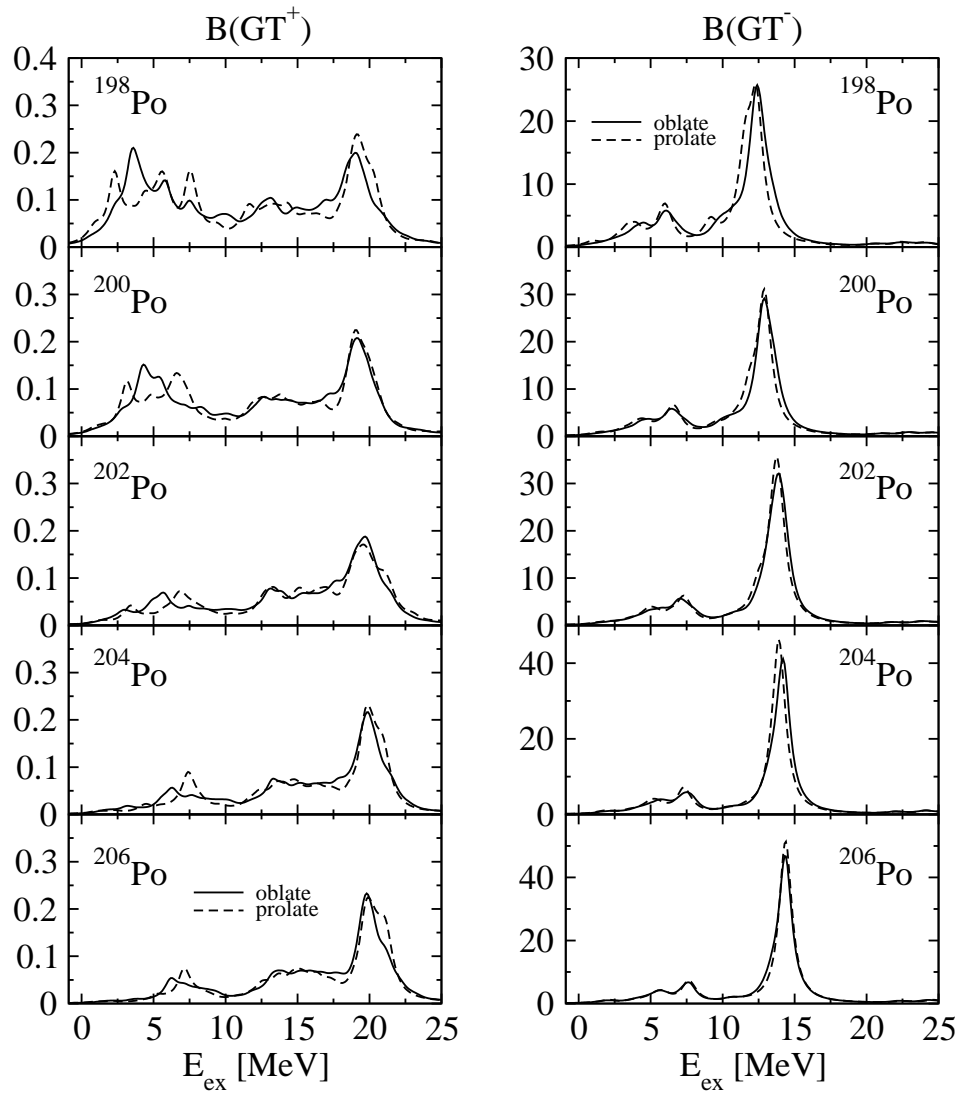 B(GT⁺)
B(GT⁻)
0.4
0.3
0.2
0.1
0
¹⁹⁸Po
30
20
10
0
oblate
prolate
¹⁹⁸Po
0.3
0.2
0.1
0
²⁰⁰Po
30
20
10
0
²⁰⁰Po
0.3
0.2
0.1
0
²⁰²Po
30
20
10
0
²⁰²Po
0.3
0.2
0.1
0
²⁰⁴Po
40
20
0
²⁰⁴Po
0.3
0.2
0.1
0
²⁰⁶Po
oblate
prolate
40
20
0
²⁰⁶Po
0 5 10 15 20 25
0 5 10 15 20 25
E_ex [MeV]
E_ex [MeV]